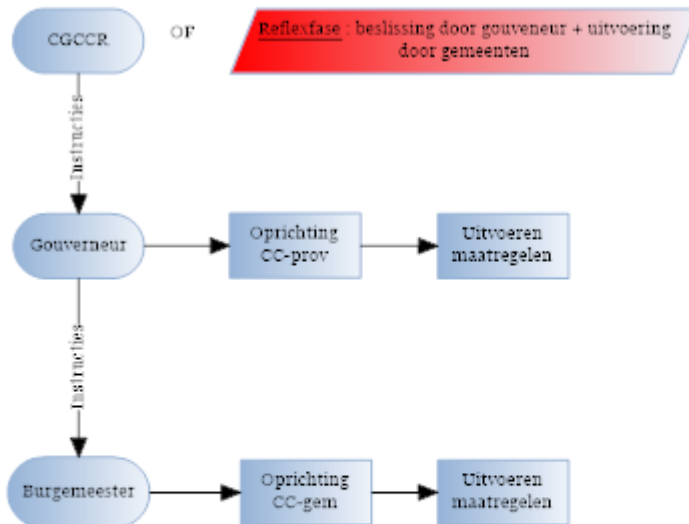 CGCCR
OF
Reflexfase : beslissing door gouveneur + uitvoering
door gemeenten
Instructies
Gouverneur
Oprichting
CC-prov
Uitvoeren
maatregelen
Instructies
Burgemeester
Oprichting
CC-gem
Uitvoeren
maatregelen